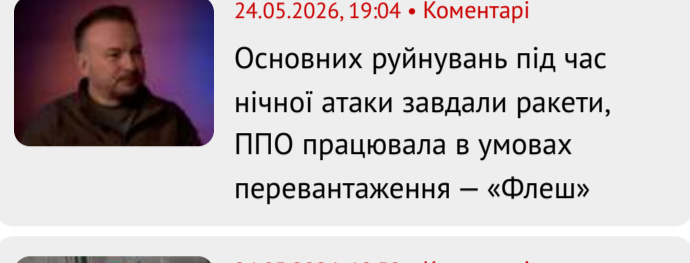 24.05.2026, 19:04 • Коментарі
Основних руйнувань під час
нічної атаки завдали ракети,
ППО працювала в умовах
перевантаження — «Флеш»